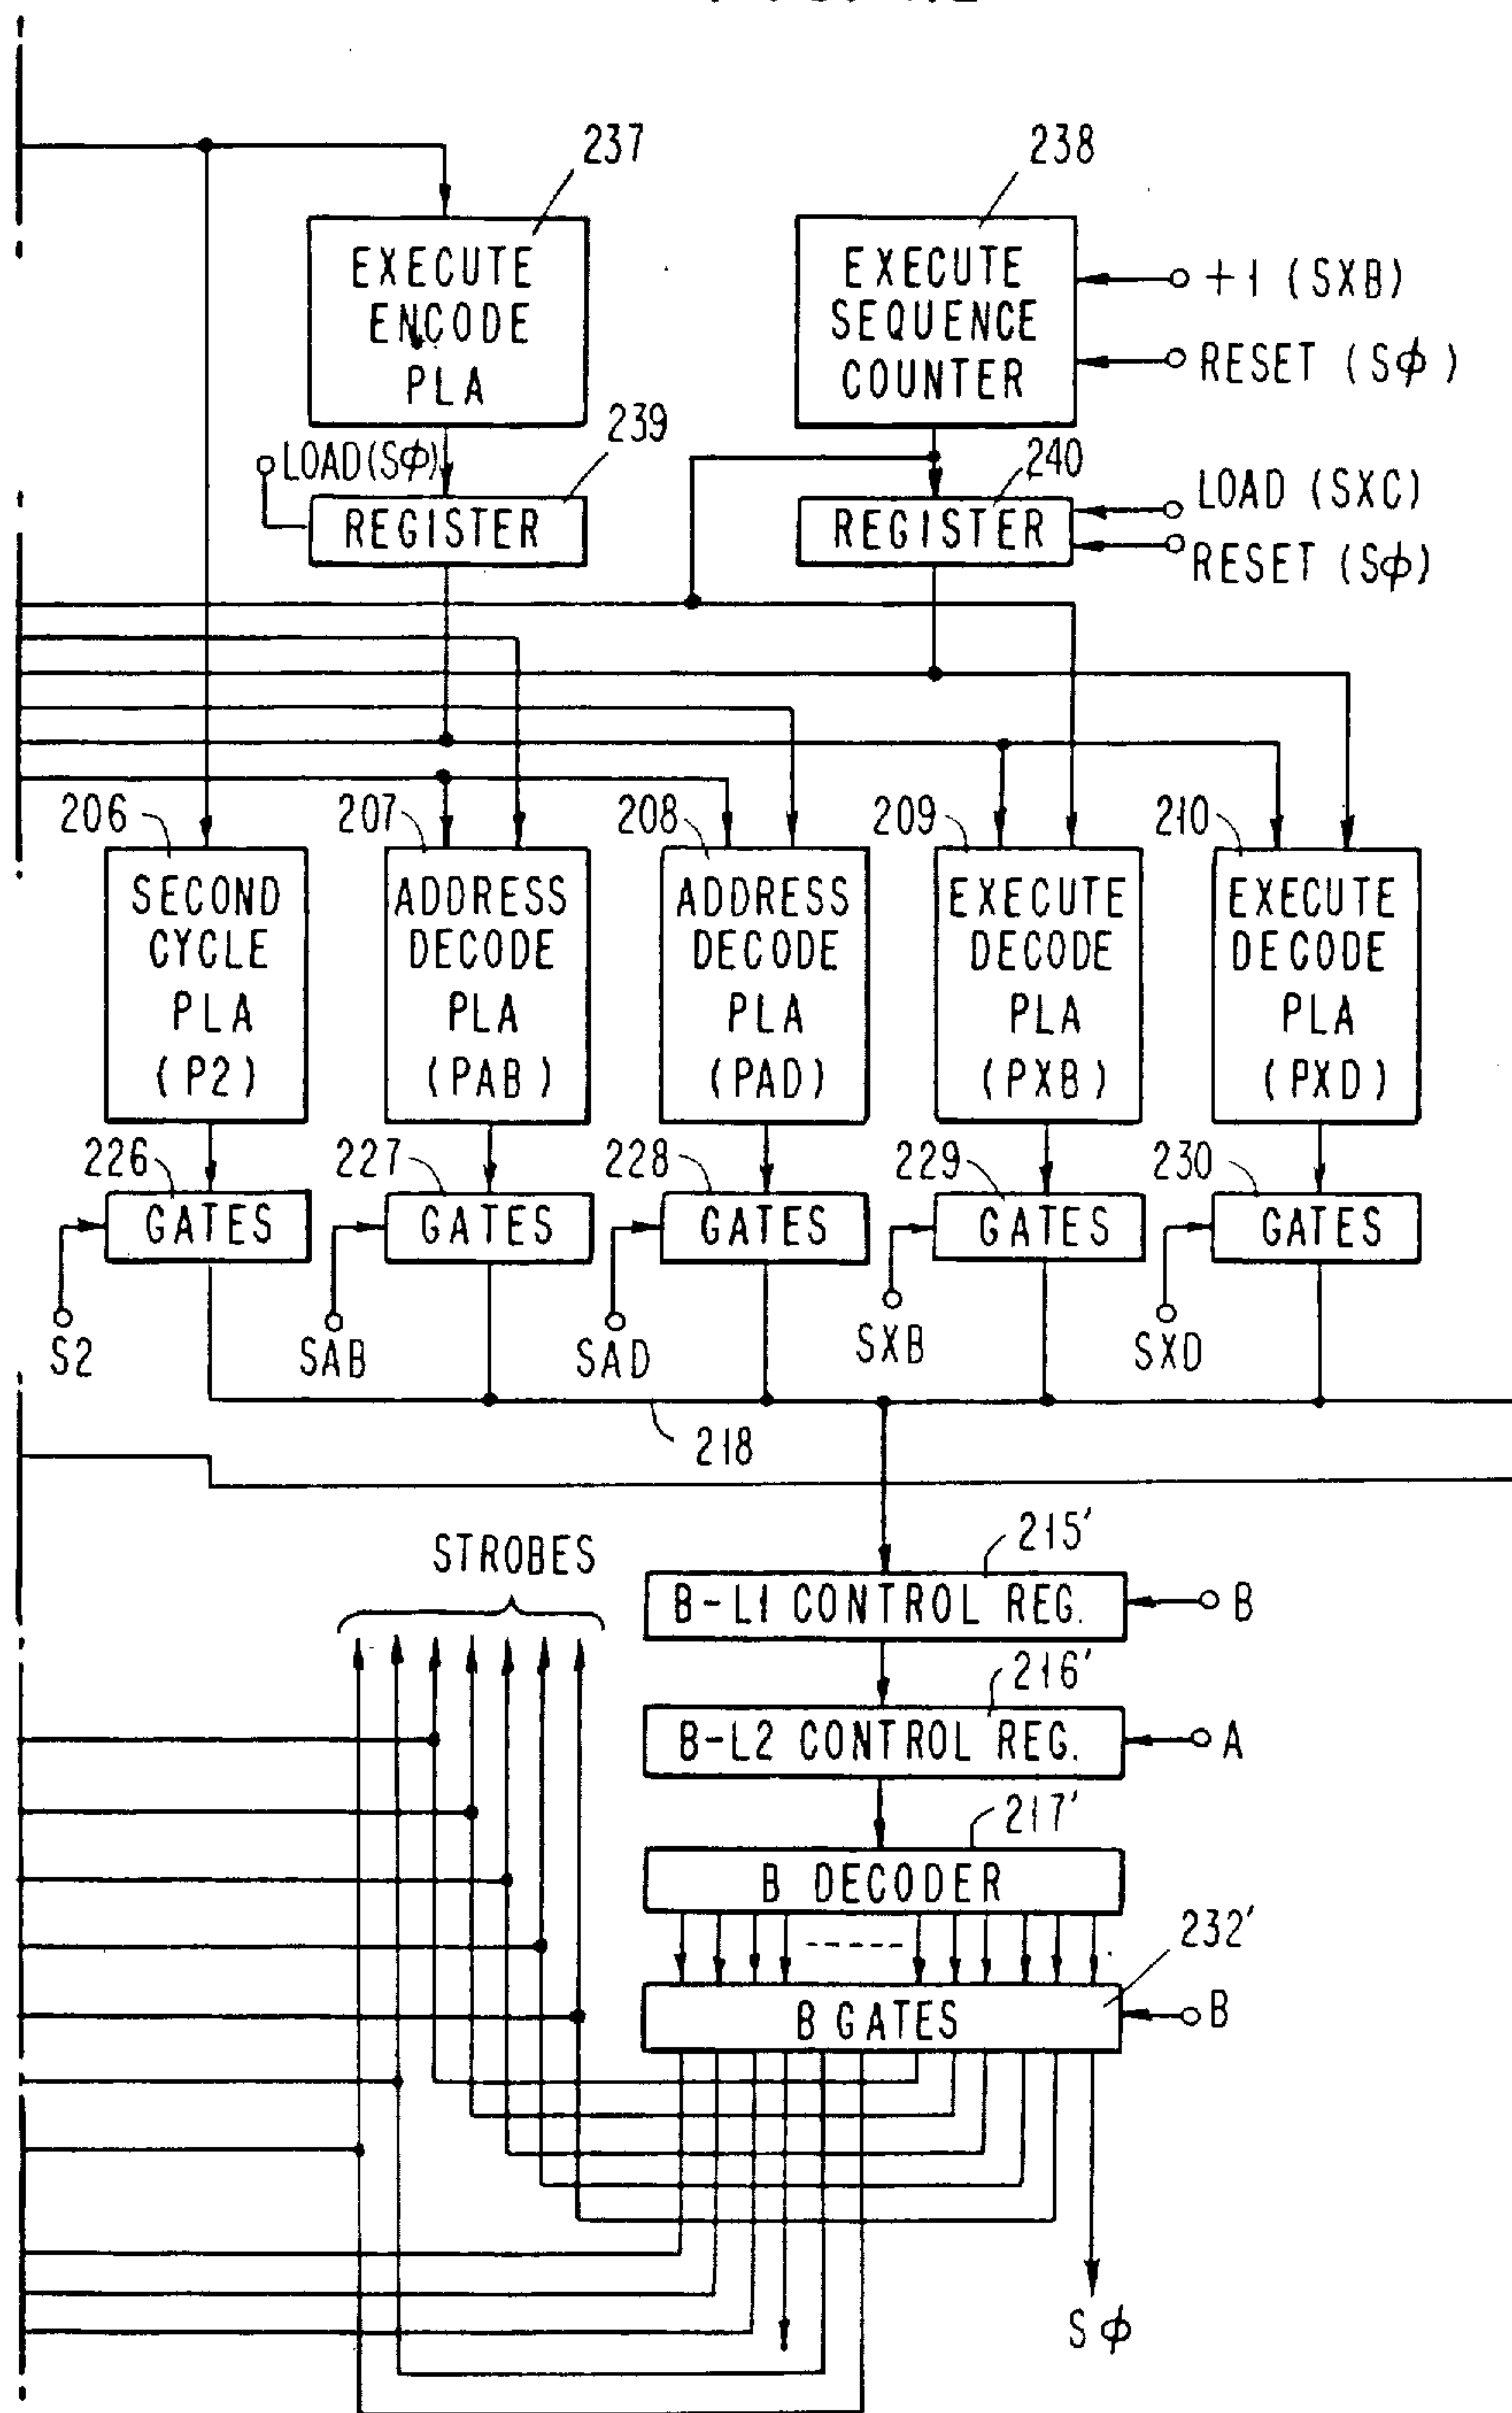 237
238
EXECUTE
ENCODE
PLA
EXECUTE
SEQUENCE
COUNTER
+1 (SXB)
RESET (Sϕ)
239
LOAD(Sϕ)
240
REGISTER
REGISTER
LOAD (SXC)
RESET (Sϕ)
206
207
208
209
210
SECOND
CYCLE
PLA
(P2)
ADDRESS
DECODE
PLA
(PAB)
ADDRESS
DECODE
PLA
(PAD)
EXECUTE
DECODE
PLA
(PXB)
EXECUTE
DECODE
PLA
(PXD)
226
227
228
229
230
GATES
GATES
GATES
GATES
GATES
S2
SAB
SAD
SXB
SXD
218
STROBES
215'
B-L1 CONTROL REG.
B
216'
B-L2 CONTROL REG.
A
217'
B DECODER
232'
B GATES
B
Sϕ